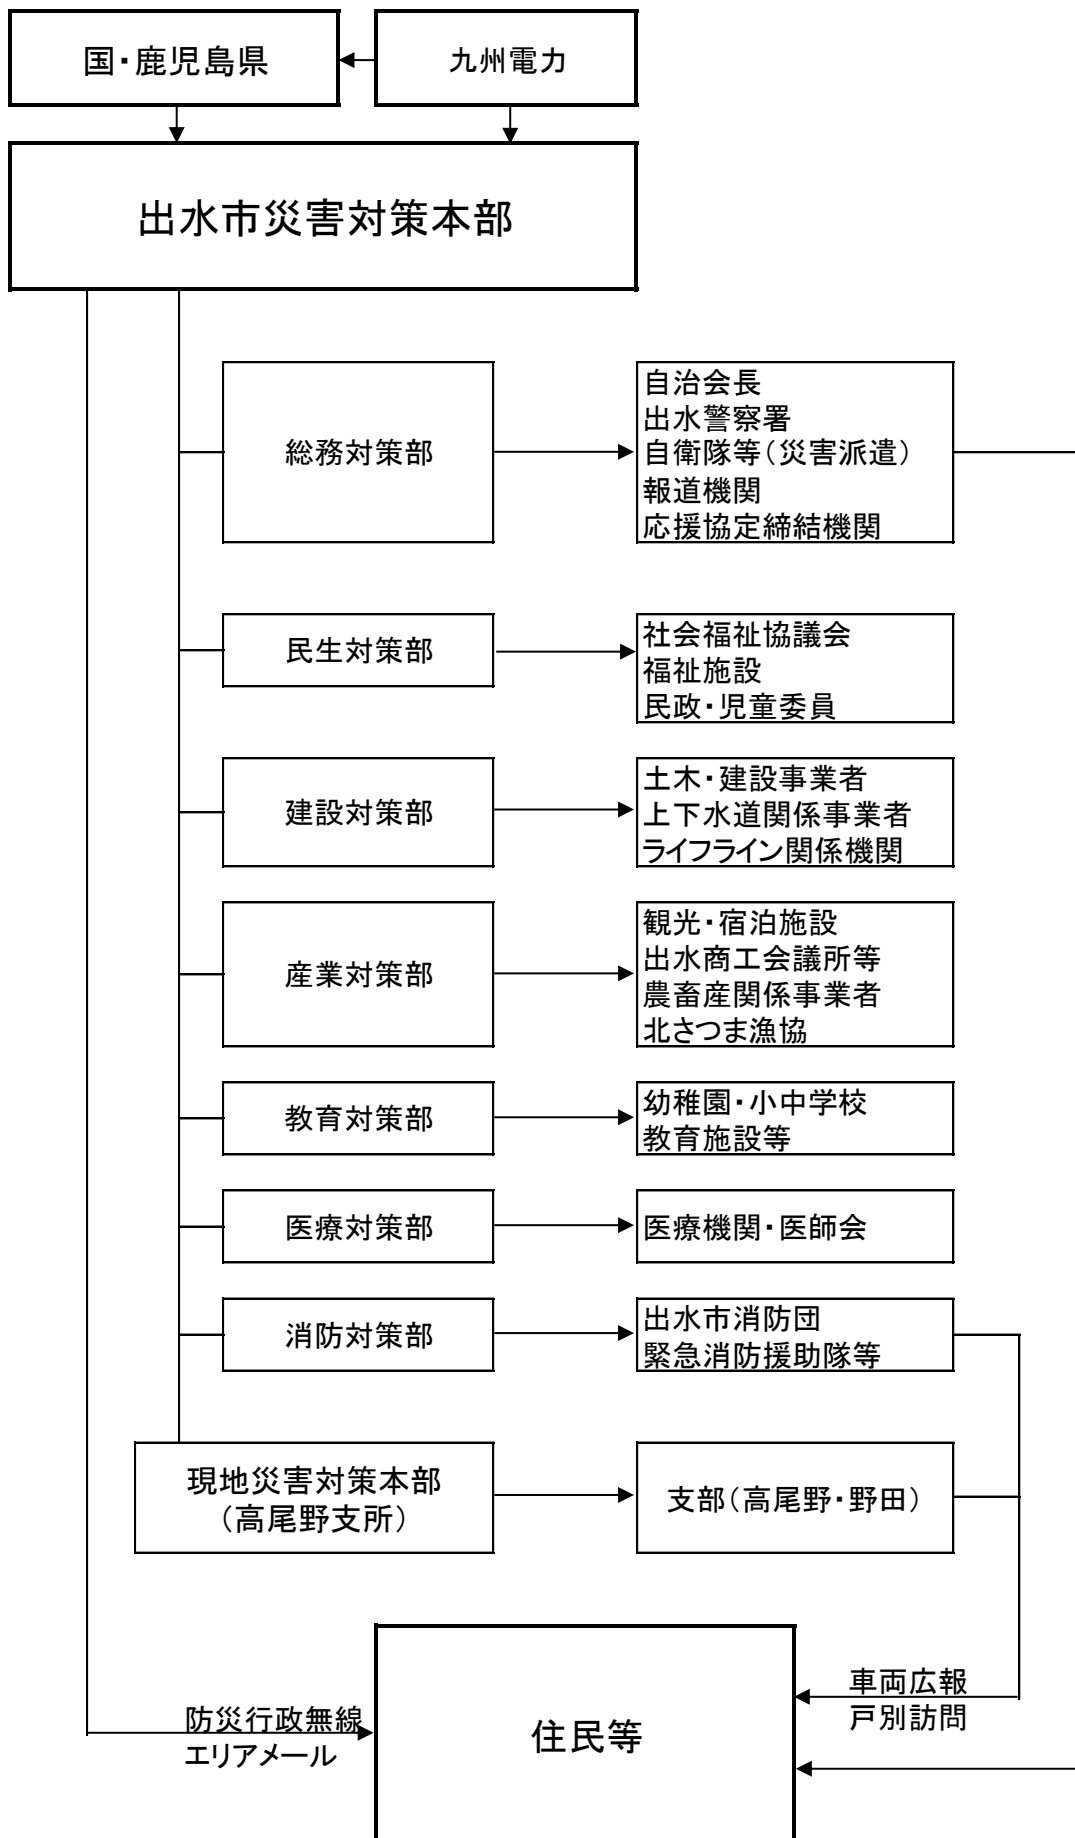 国・鹿児島県
九州電力
出水市災害対策本部
総務対策部
自治会長
出水警察署
自衛隊等（災害派遣）
報道機関
応援協定締結機関
民生対策部
社会福祉協議会
福祉施設
民政・児童委員
建設対策部
土木・建設事業者
上下水道関係事業者
ライフライン関係機関
産業対策部
観光・宿泊施設
出水商工会議所等
農畜産関係事業者
北さつま漁協
教育対策部
幼稚園・小中学校
教育施設等
医療対策部
医療機関・医師会
消防対策部
出水市消防団
緊急消防援助隊等
現地災害対策本部
（高尾野支所）
支部（高尾野・野田）
防災行政無線
エリアメール
住民等
車両広報
戸別訪問